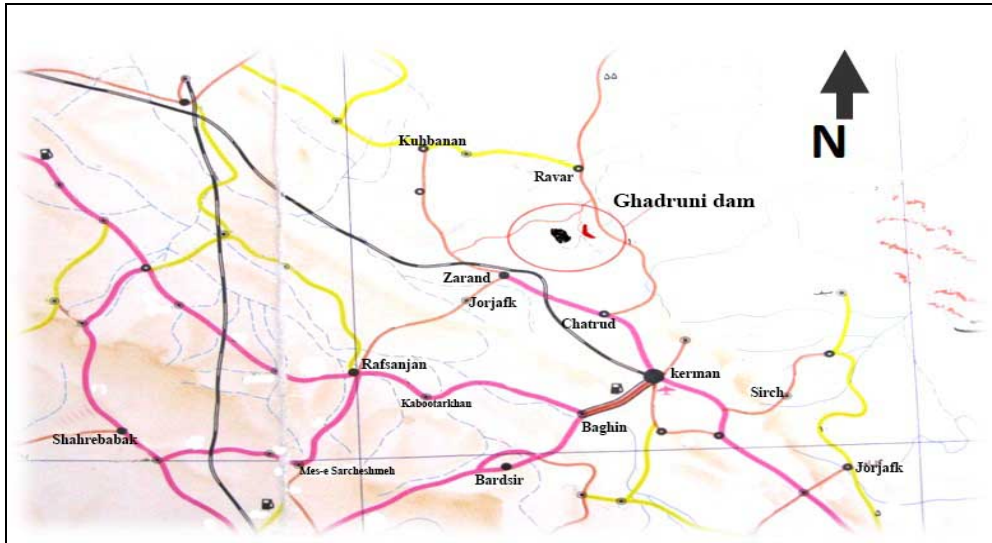 N
Kuhbanan
Ravar
Ghadruni dam
Zarand
Jorjafk
Chatrud
Rafsanjan
kerman
Kabootarkhan
Sirch
Baghin
Shahrebabak
Mes-e Sarcheshmeh
Bardsir
Jorjafk